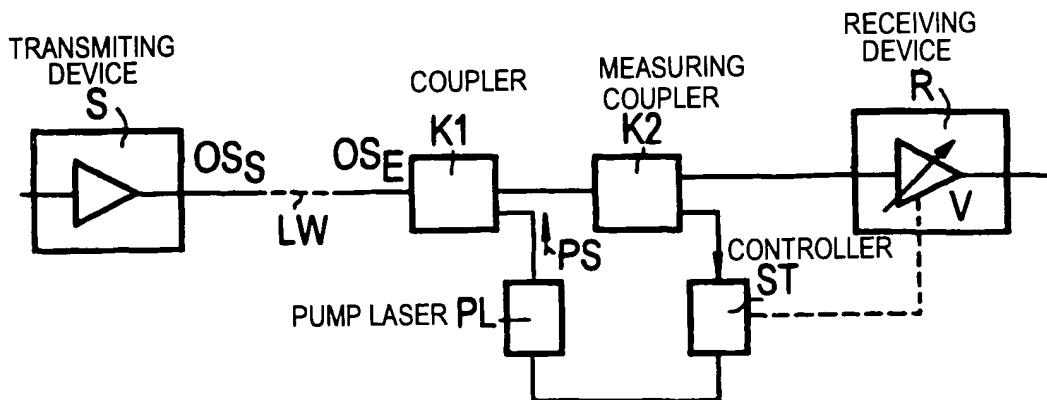 TRANSMITING
DEVICE
S
OSS
LW
OSE
COUPLER
K1
MEASURING
COUPLER
K2
RECEIVING
DEVICE
R
V
PS
PUMP LASER PL
CONTROLLER
ST